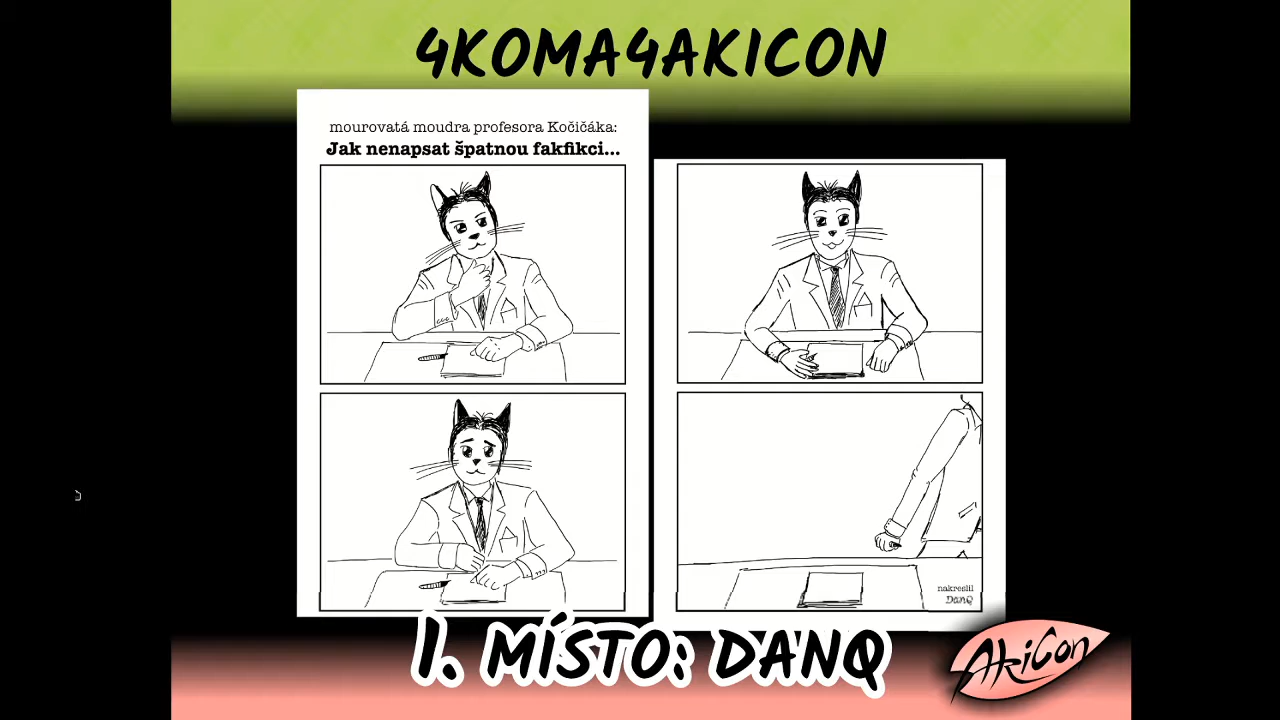 4KOMA4AKICON
mourovatá moudra profesora Kočičáka:
Jak nenapsat špatnou fakfikci...
nakreslil
DanQ
1. MÍSTO: DANQ
AkiCon